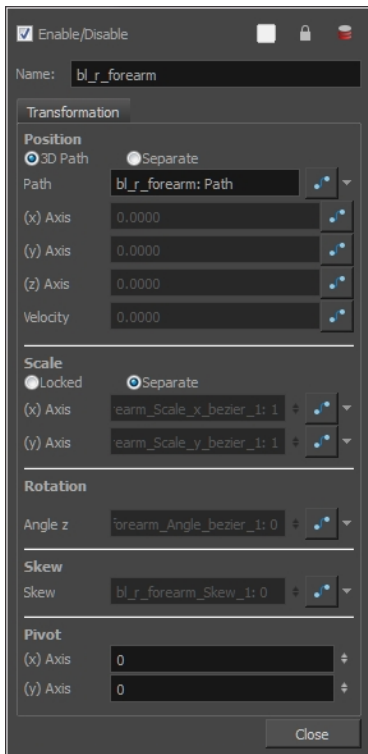 Enable/Disable
Name: bl_r_forearm
Transformation
Position
3D Path Separate
Path bl_r_forearm: Path
(x) Axis 0.0000
(y) Axis 0.0000
(z) Axis 0.0000
Velocity 0.0000
Scale
Locked Separate
(x) Axis earm_Scale_x_bezier_1: 1
(y) Axis earm_Scale_y_bezier_1: 1
Rotation
Angle z forearm_Angle_bezier_1: 0
Skew
Skew bl_r_forearm_Skew_1: 0
Pivot
(x) Axis 0
(y) Axis 0
Close